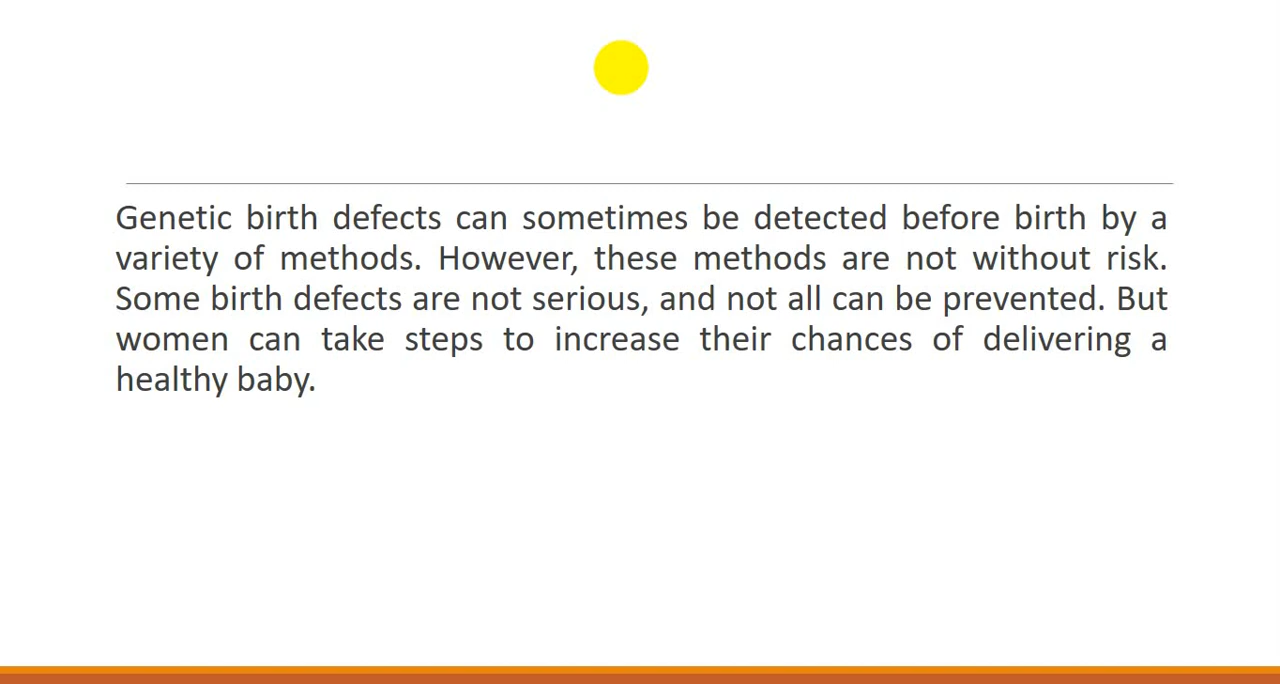 Genetic birth defects can sometimes be detected before birth by a
variety of methods. However, these methods are not without risk.
Some birth defects are not serious, and not all can be prevented. But
women can take steps to increase their chances of delivering a
healthy baby.